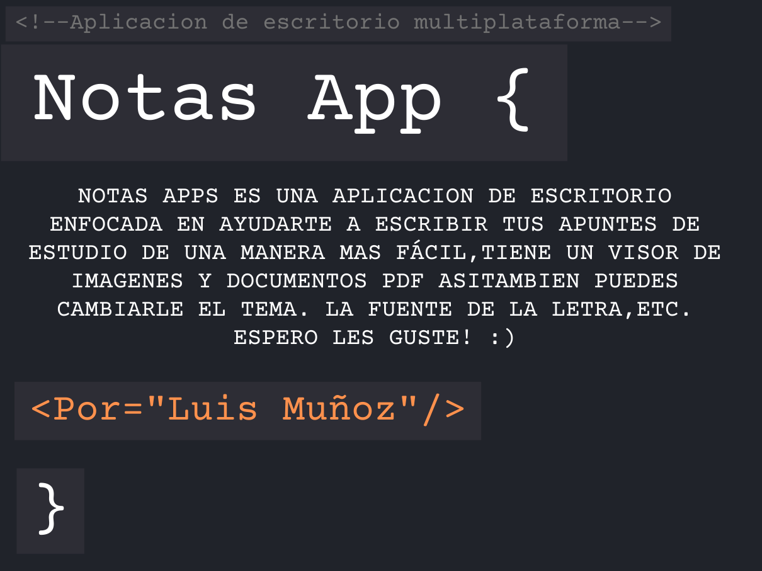 <!--Aplicacion de escritorio multiplataforma-->
Notas App {
NOTAS APPS ES UNA APLICACION DE ESCRITORIO
ENFOCADA EN AYUDARTE A ESCRIBIR TUS APUNTES DE
ESTUDIO DE UNA MANERA MAS FÁCIL,TIENE UN VISOR DE
IMAGENES Y DOCUMENTOS PDF ASITAMBIEN PUEDES
CAMBIARLE EL TEMA. LA FUENTE DE LA LETRA,ETC.
ESPERO LES GUSTE! :)
<Por="Luis Muñoz"/>
}